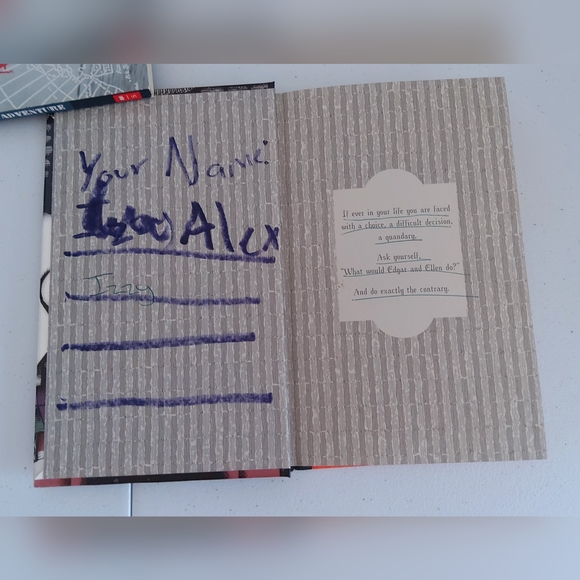 ADVENTURE
Your Name:
Alex
Izzy
If ever in your life you are faced
with a choice, a difficult decision,
a quandary,
Ask yourself,
"What would Edgar and Ellen do?"
And do exactly the contrary.